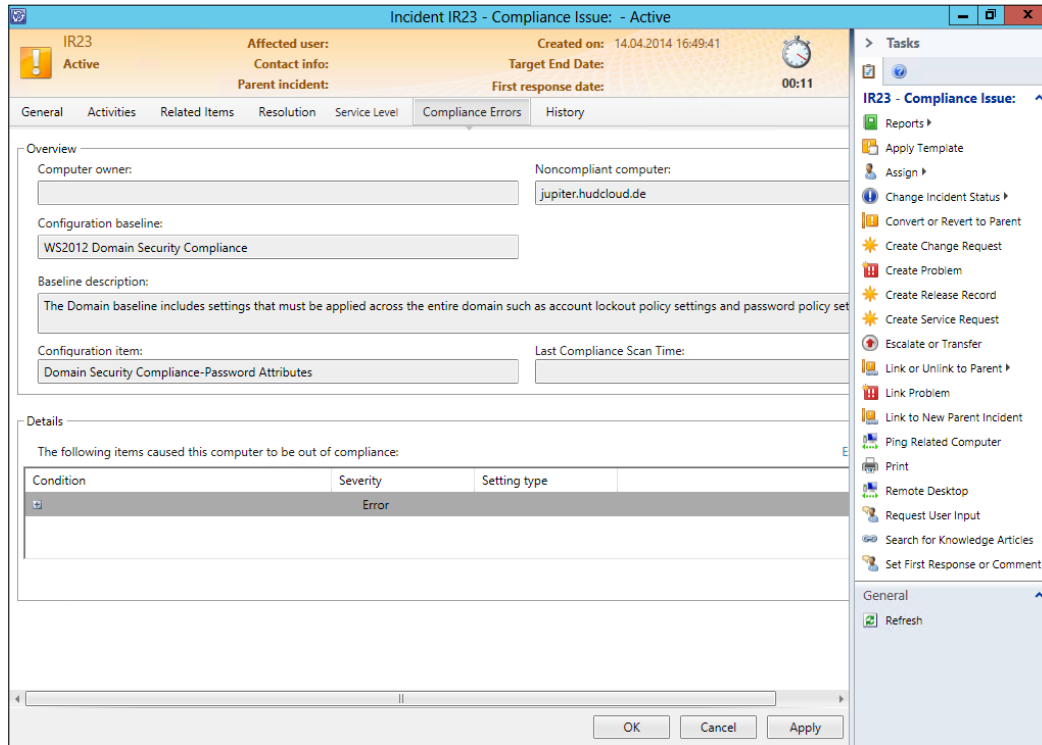 Incident IR23 - Compliance Issue: - Active
IR23
Active
Affected user:
Contact info:
Parent incident:
Created on: 14.04.2014 16:49:41
Target End Date:
First response date:
00:11
General Activities Related Items Resolution Service Level Compliance Errors History
Overview
Computer owner:
Noncompliant computer:
jupiter.hudcloud.de
Configuration baseline:
WS2012 Domain Security Compliance
Baseline description:
The Domain baseline includes settings that must be applied across the entire domain such as account lockout policy settings and password policy set
Configuration item:
Last Compliance Scan Time:
Domain Security Compliance-Password Attributes
Details
The following items caused this computer to be out of compliance:
E
Condition Severity Setting type
Error
OK Cancel Apply
Tasks
IR23 - Compliance Issue:
Reports
Apply Template
Assign
Change Incident Status
Convert or Revert to Parent
Create Change Request
Create Problem
Create Release Record
Create Service Request
Escalate or Transfer
Link or Unlink to Parent
Link Problem
Link to New Parent Incident
Ping Related Computer
Print
Remote Desktop
Request User Input
Search for Knowledge Articles
Set First Response or Comment
General
Refresh